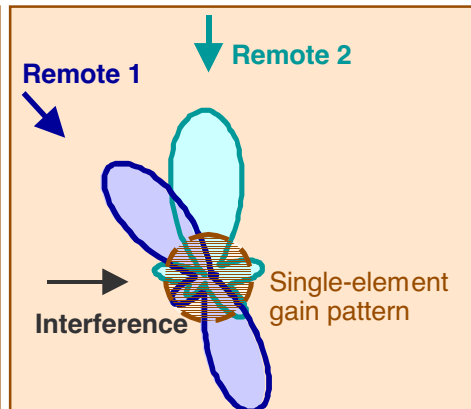 Remote 2
Remote 1
Single-element
gain pattern
Interference